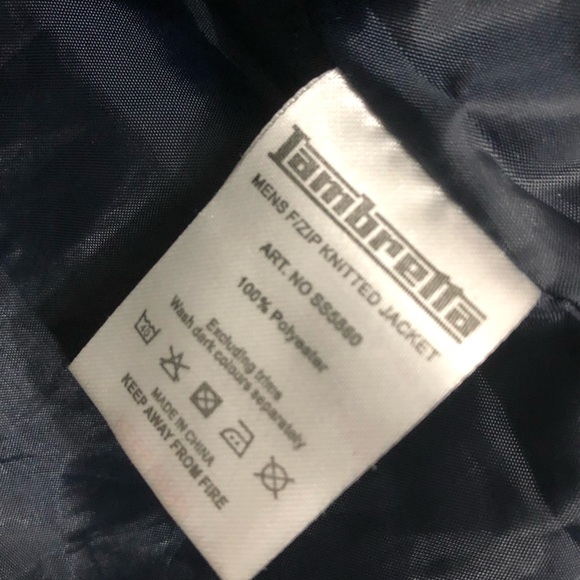 Lambretta
MENS F/ZIP KNITTED JACKET
ART. NO SS5860
100% Polyester
Excluding trims
Wash dark colours separately
40
MADE IN CHINA
KEEP AWAY FROM FIRE